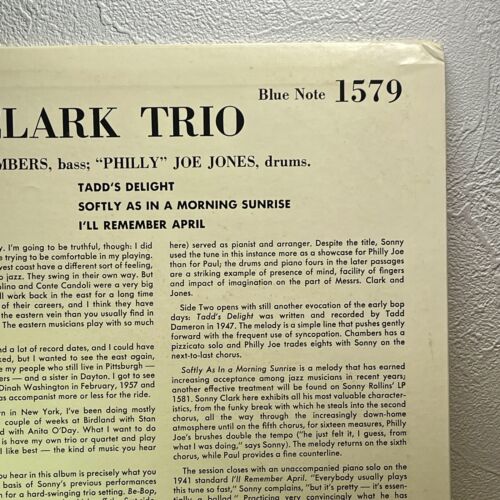 Blue Note 1579
LARK TRIO
MBERS, bass; “PHILLY” JOE JONES, drums.
TADD'S DELIGHT
SOFTLY AS IN A MORNING SUNRISE
I'LL REMEMBER APRIL
I'm going to be truthful, though: I did
trying to be comfortable in my playing.
west coast have a different sort of feeling,
o jazz. They swing in their own way. But
olino and Conte Candoli were a very big
ll work back in the east for a long time
of their careers, and I think they have
the eastern vein than you usually find in
The eastern musicians play with so much
nd a lot of record dates, and I could have
ked, but I wanted to see the east again,
e my people who still live in Pittsburgh —
ers — and a sister in Dayton. I got to see
Dinah Washington in February, 1957 and
as accompanist more or less for the ride.
rn in New York, I've been doing mostly
couple of weeks at Birdland with Stan
d with Anita O'Day. What I want to do
is have my own trio or quartet and play
I like best – the kind of music you hear
u hear in this album is precisely what you
basis of Sonny's previous performances
n for a hard-swinging trio setting. Be-Bop,
here) served as pianist and arranger. Despite the title, Sonny
used the tune in this instance more as a showcase for Philly Joe
than for Paul; the drums and piano fours in the later passages
are a striking example of presence of mind, facility of fingers
and impact of imagination on the part of Messrs. Clark and
Jones.
Side Two opens with still another evocation of the early bop
days: Tadd's Delight was written and recorded by Tadd
Dameron in 1947. The melody is a simple line that pushes gently
forward with the frequent use of syncopation. Chambers has a
pizzicato solo and Philly Joe trades eights with Sonny on the
next-to-last chorus.
Softly As In a Morning Sunrise is a melody that has earned
increasing acceptance among jazz musicians in recent years;
another effective treatment will be found on Sonny Rollins' LP
1581. Sonny Clark here exhibits all his most valuable character-
istics, from the funky break with which he steals into the second
chorus, all the way through the increasingly down-home
atmosphere until on the fifth chorus, for sixteen measures, Philly
Joe's brushes double the tempo (“he just felt it, I guess, from
what I was doing,” says Sonny). The melody returns on the sixth
chorus, while Paul provides a fine counterline.
The session closes with an unaccompanied piano solo on the
1941 standard I'll Remember April. “Everybody usually plays
this tune so fast,” Sonny complains, “but it's pretty – it's essen-
tially a ballad.” Practicing very convincingly what he has